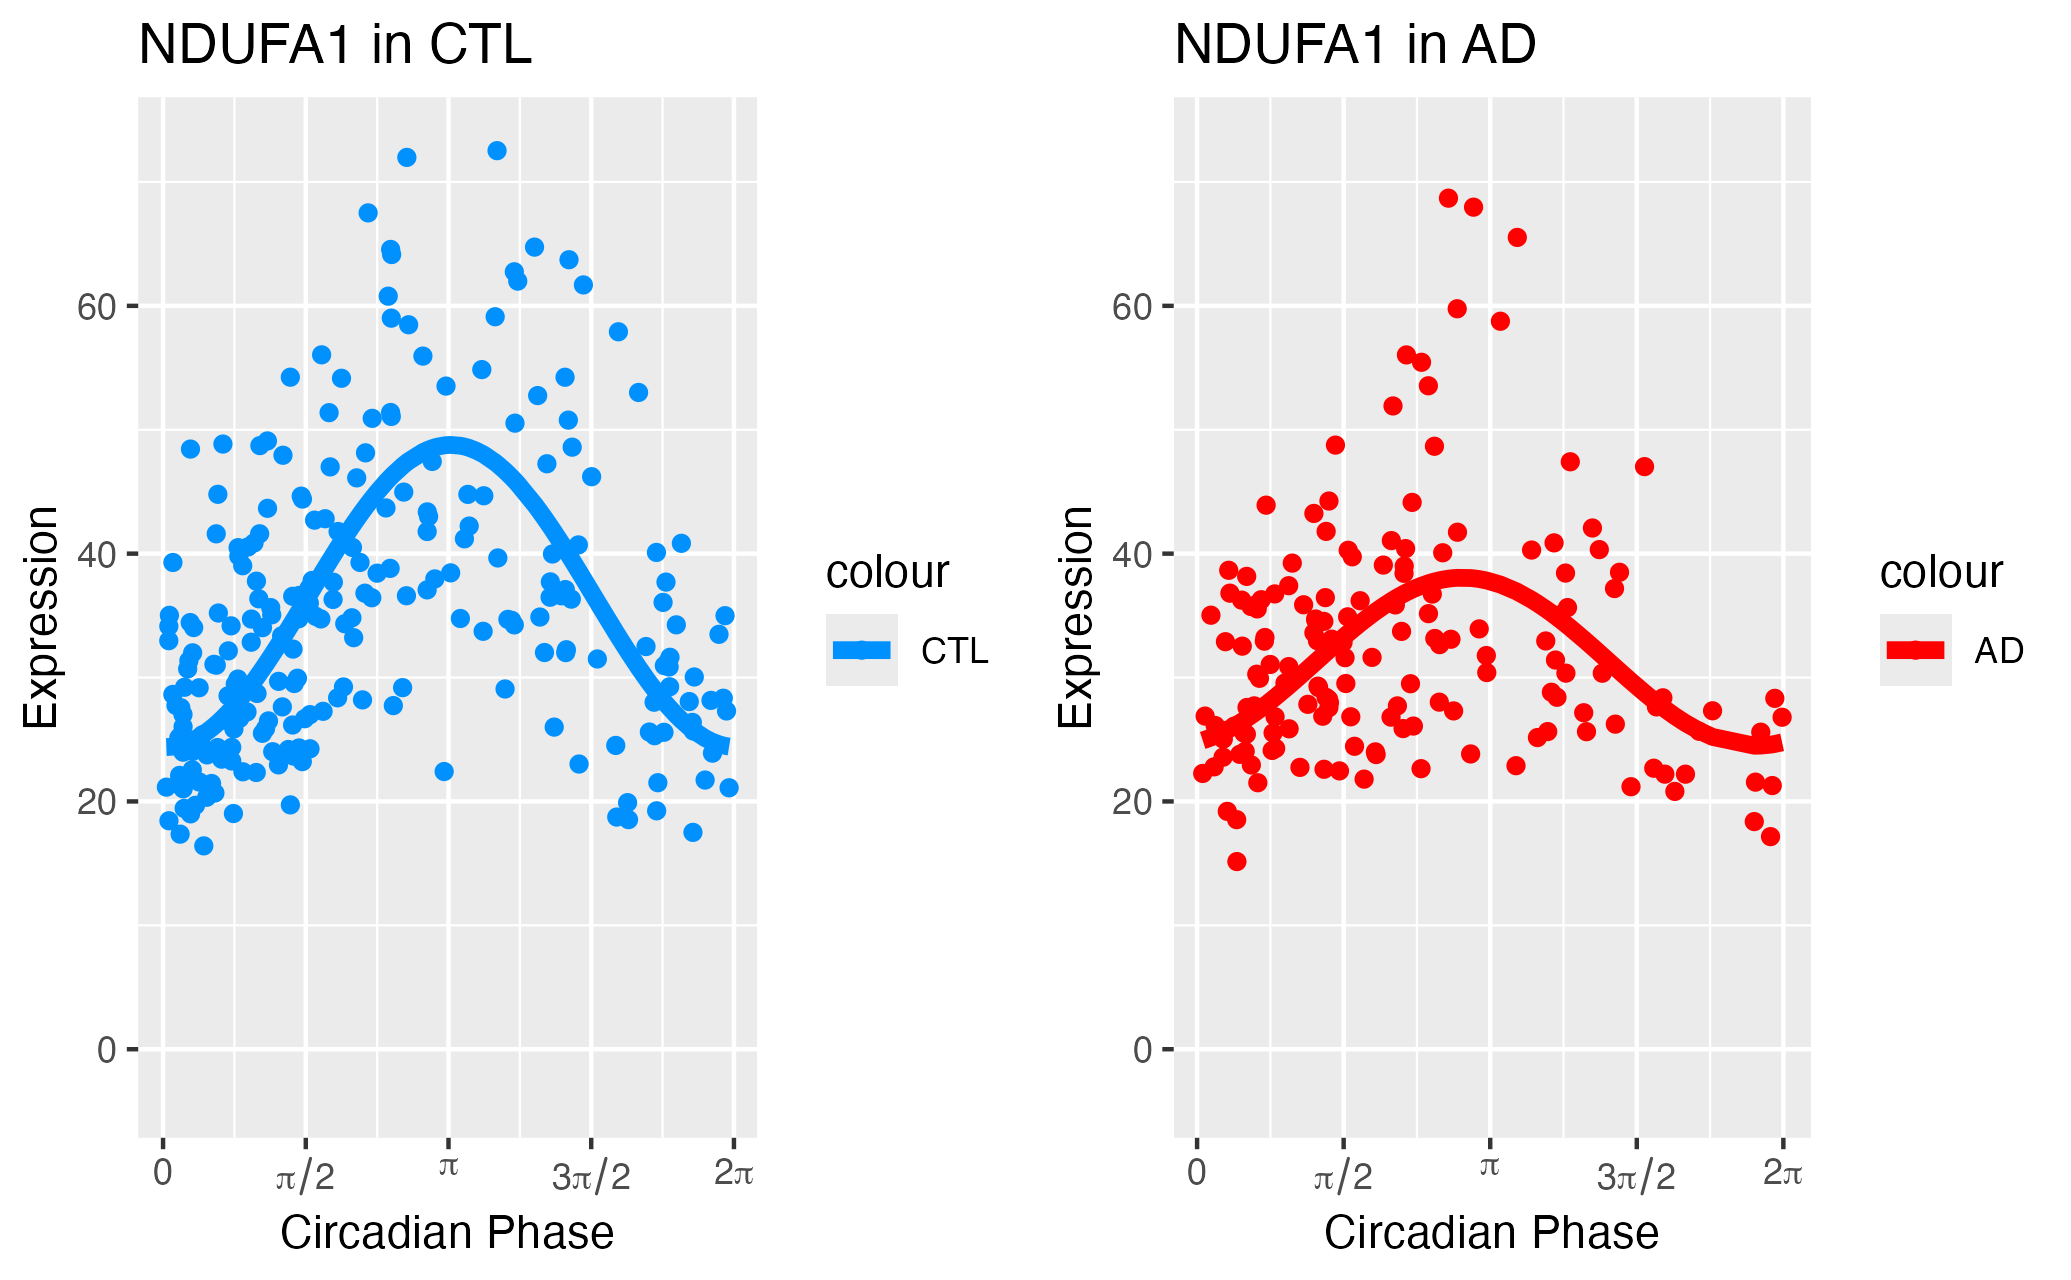 NDUFA1 in CTL
Expression
60
40
20
0
0 π/2 π 3π/2 2π
Circadian Phase
colour
CTL
NDUFA1 in AD
Expression
60
40
20
0
0 π/2 π 3π/2 2π
Circadian Phase
colour
AD